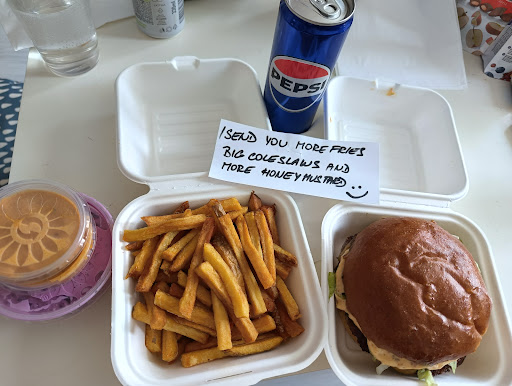 PEPSI
I SEND YOU MORE FRIES
BIG COLESLAWS AND
MORE HONEY MUSTARD